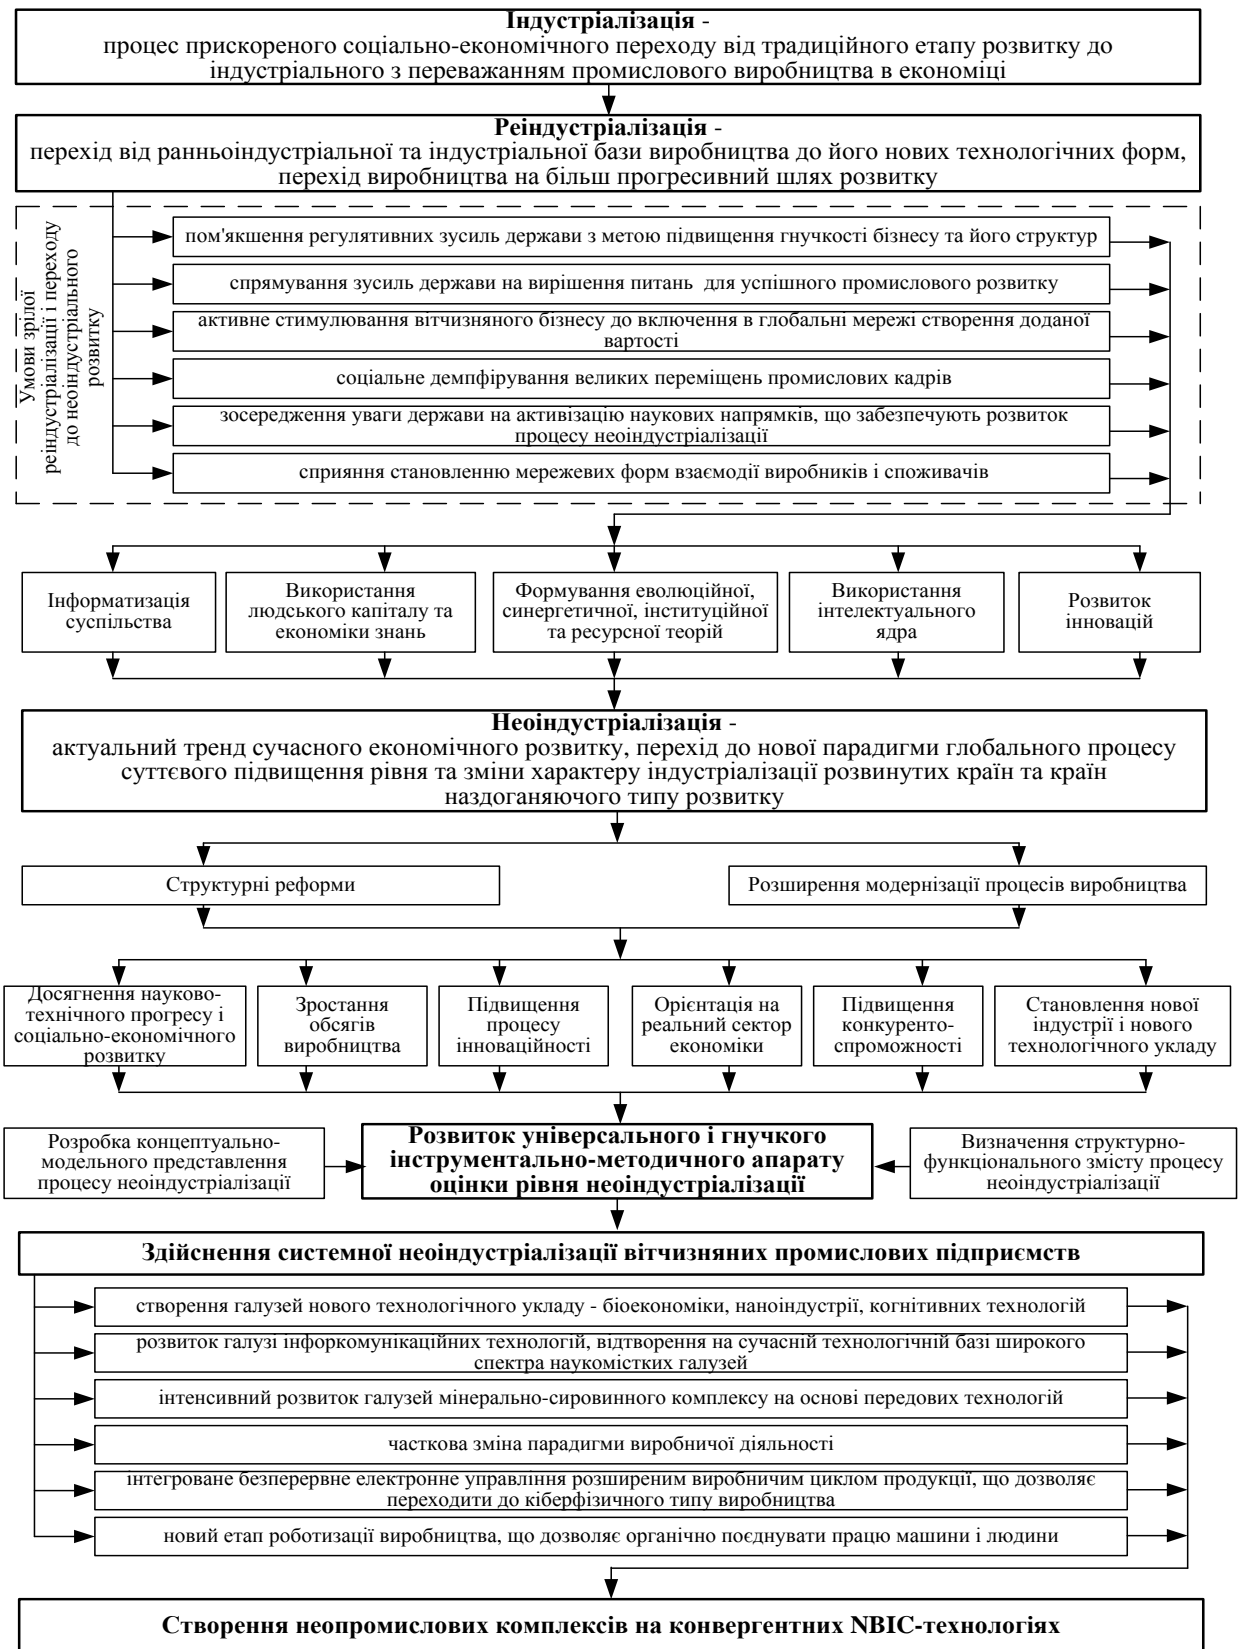 Індустріалізація -
процес прискореного соціально-економічного переходу від традиційного етапу розвитку до
індустріального з переважанням промислового виробництва в економіці
Реіндустріалізація -
перехід від ранньоіндустріальної та індустріальної бази виробництва до його нових технологічних форм,
перехід виробництва на більш прогресивний шлях розвитку
Умови зрілої
реіндустріалізації і переходу
до неоіндустріального
розвитку
пом'якшення регулятивних зусиль держави з метою підвищення гнучкості бізнесу та його структур
спрямування зусиль держави на вирішення питань для успішного промислового розвитку
активне стимулювання вітчизняного бізнесу до включення в глобальні мережі створення доданої
вартості
соціальне демпфірування великих переміщень промислових кадрів
зосередження уваги держави на активізацію наукових напрямків, що забезпечують розвиток
процесу неоіндустріалізації
сприяння становленню мережевих форм взаємодії виробників і споживачів
Інформатизація
суспільства
Використання
людського капіталу та
економіки знань
Формування еволюційної,
синергетичної, інституційної
та ресурсної теорій
Використання
інтелектуального
ядра
Розвиток
інновацій
Неоіндустріалізація -
актуальний тренд сучасного економічного розвитку, перехід до нової парадигми глобального процесу
суттєвого підвищення рівня та зміни характеру індустріалізації розвинутих країн та країн
наздоганяючого типу розвитку
Структурні реформи
Розширення модернізації процесів виробництва
Досягнення науково-
технічного прогресу і
соціально-економічного
розвитку
Зростання
обсягів
виробництва
Підвищення
процесу
інноваційності
Орієнтація на
реальний сектор
економіки
Підвищення
конкуренто-
спроможності
Становлення нової
індустрії і нового
технологічного укладу
Розробка концептуально-
модельного представлення
процесу неоіндустріалізації
Розвиток універсального і гнучкого
інструментально-методичного апарату
оцінки рівня неоіндустріалізації
Визначення структурно-
функціонального змісту процесу
неоіндустріалізації
Здійснення системної неоіндустріалізації вітчизняних промислових підприємств
створення галузей нового технологічного укладу - біоекономіки, наноіндустрії, когнітивних технологій
розвиток галузі інфоркомунікаційних технологій, відтворення на сучасній технологічній базі широкого
спектра наукомістких галузей
інтенсивний розвиток галузей мінерально-сировинного комплексу на основі передових технологій
часткова зміна парадигми виробничої діяльності
інтегроване безперервне електронне управління розширеним виробничим циклом продукції, що дозволяє
переходити до кіберфізичного типу виробництва
новий етап роботизації виробництва, що дозволяє органічно поєднувати працю машини і людини
Створення неопромислових комплексів на конвергентних NBIC-технологіях